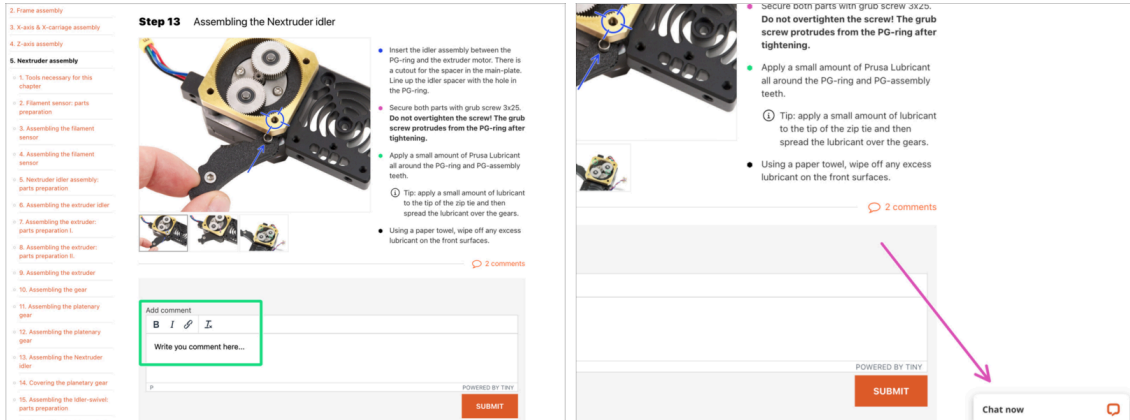 2. Frame assembly
3. X-axis & X-carriage assembly
4. Z-axis assembly
5. Nextruder assembly
1. Tools necessary for this
chapter
2. Filament sensor: parts
preparation
3. Assembling the filament
sensor
4. Assembling the filament
sensor
5. Nextruder idler assembly:
parts preparation
6. Assembling the extruder idler
7. Assembling the extruder:
parts preparation I.
8. Assembling the extruder:
parts preparation II.
9. Assembling the extruder
10. Assembling the gear
11. Assembling the platenary
gear
12. Assembling the platenary
gear
13. Assembling the Nextruder
idler
14. Covering the planetary gear
15. Assembling the Idler-swivel:
parts preparation
Step 13 Assembling the Nextruder idler
Insert the idler assembly between the
PG-ring and the extruder motor. There is
a cutout for the spacer in the main-plate.
Line up the idler spacer with the hole in
the PG-ring.
Secure both parts with grub screw 3x25.
Do not overtighten the screw! The grub
screw protrudes from the PG-ring after
tightening.
Apply a small amount of Prusa Lubricant
all around the PG-ring and PG-assembly
teeth.
Tip: apply a small amount of lubricant
to the tip of the zip tie and then
spread the lubricant over the gears.
Using a paper towel, wipe off any excess
lubricant on the front surfaces.
2 comments
Add comment
B I
Write you comment here...
P POWERED BY TINY
SUBMIT
Secure both parts with grub screw 3x25.
Do not overtighten the screw! The grub
screw protrudes from the PG-ring after
tightening.
Apply a small amount of Prusa Lubricant
all around the PG-ring and PG-assembly
teeth.
Tip: apply a small amount of lubricant
to the tip of the zip tie and then
spread the lubricant over the gears.
Using a paper towel, wipe off any excess
lubricant on the front surfaces.
2 comments
POWERED BY TINY
SUBMIT
Chat now